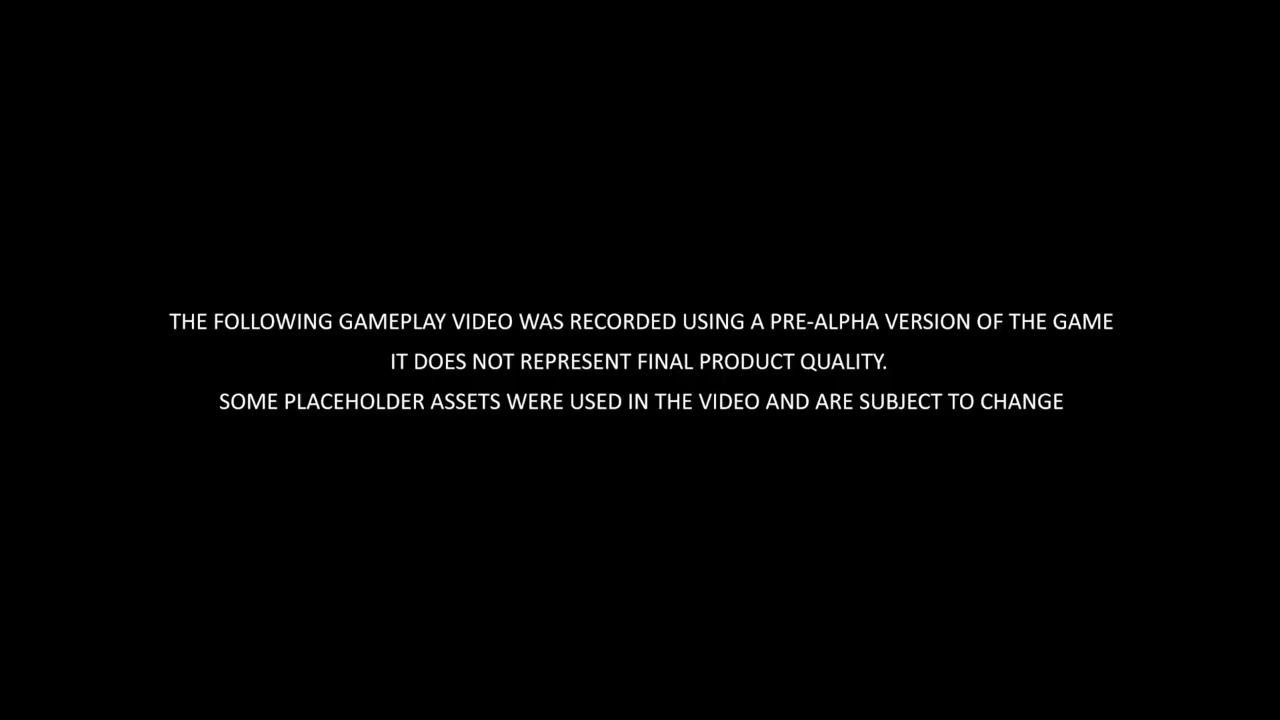 THE FOLLOWING GAMEPLAY VIDEO WAS RECORDED USING A PRE-ALPHA VERSION OF THE GAME
IT DOES NOT REPRESENT FINAL PRODUCT QUALITY.
SOME PLACEHOLDER ASSETS WERE USED IN THE VIDEO AND ARE SUBJECT TO CHANGE